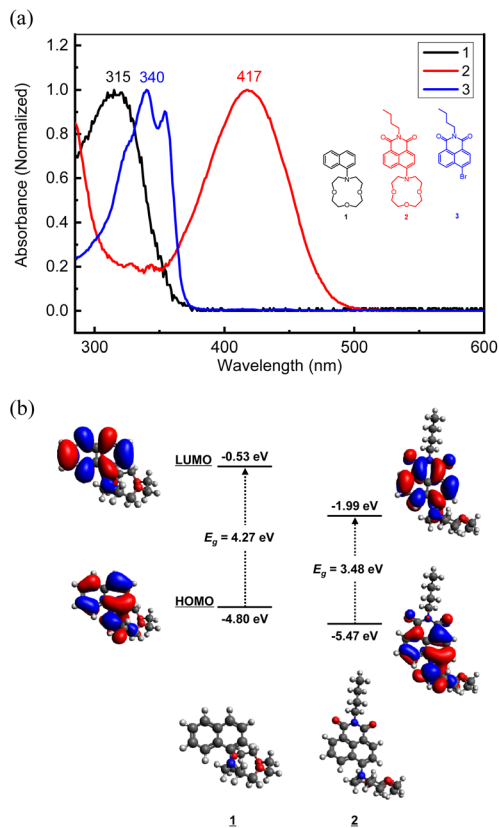 (a)
315
340
417
1
2
3
1.0
0.8
0.6
0.4
0.2
0.0
Absorbance (Normalized)
O
N
O
N
O
O
O
1
O
N
O
N
O
O
O
2
O
N
O
Br
3
300
400
500
600
Wavelength (nm)
(b)
LUMO
-0.53 eV
-1.99 eV
Eg = 4.27 eV
Eg = 3.48 eV
HOMO
-4.80 eV
-5.47 eV
1
2